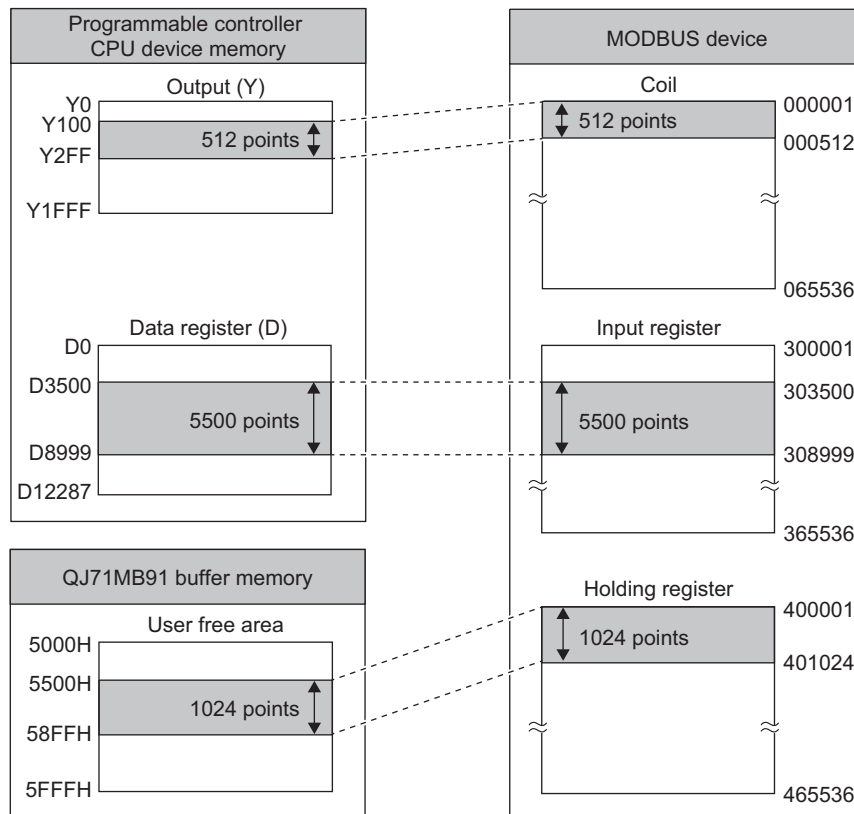 Programmable controller
CPU device memory
Output (Y)
Y0
Y100
512 points
Y2FF
Y1FFF
Data register (D)
D0
D3500
5500 points
D8999
D12287
QJ71MB91 buffer memory
User free area
5000H
5500H
1024 points
58FFH
5FFFH
MODBUS device
Coil
000001
512 points
000512
065536
Input register
300001
303500
5500 points
308999
365536
Holding register
400001
1024 points
401024
465536